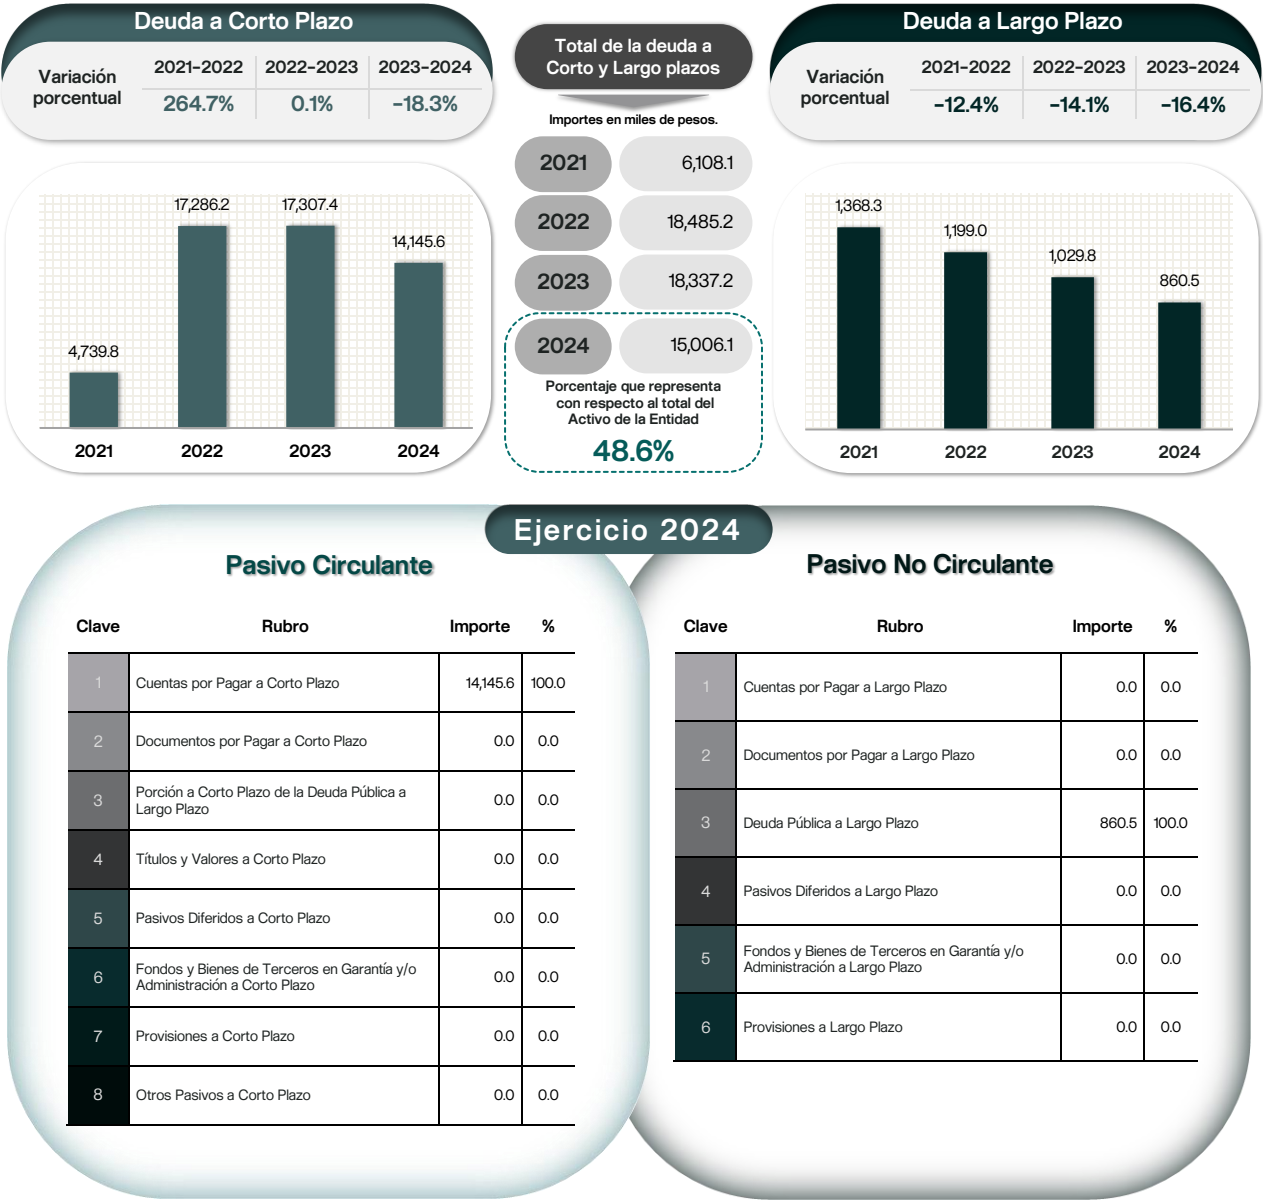 Deuda a Corto Plazo
Variación
porcentual
2021-2022 2022-2023 2023-2024
264.7% 0.1% -18.3%
17,286.2 17,307.4
14,145.6
4,739.8
2021 2022 2023 2024
Total de la deuda a
Corto y Largo plazos
Importes en miles de pesos.
2021 6,108.1
2022 18,485.2
2023 18,337.2
2024 15,006.1
Porcentaje que representa
con respecto al total del
Activo de la Entidad
48.6%
Deuda a Largo Plazo
Variación
porcentual
2021-2022 2022-2023 2023-2024
-12.4% -14.1% -16.4%
1,368.3
1,199.0
1,029.8
860.5
2021 2022 2023 2024
Ejercicio 2024
Pasivo Circulante
Clave Rubro Importe %
1 Cuentas por Pagar a Corto Plazo 14,145.6 100.0
2 Documentos por Pagar a Corto Plazo 0.0 0.0
3 Porción a Corto Plazo de la Deuda Pública a
Largo Plazo 0.0 0.0
4 Títulos y Valores a Corto Plazo 0.0 0.0
5 Pasivos Diferidos a Corto Plazo 0.0 0.0
6 Fondos y Bienes de Terceros en Garantía y/o
Administración a Corto Plazo 0.0 0.0
7 Provisiones a Corto Plazo 0.0 0.0
8 Otros Pasivos a Corto Plazo 0.0 0.0
Pasivo No Circulante
Clave Rubro Importe %
1 Cuentas por Pagar a Largo Plazo 0.0 0.0
2 Documentos por Pagar a Largo Plazo 0.0 0.0
3 Deuda Pública a Largo Plazo 860.5 100.0
4 Pasivos Diferidos a Largo Plazo 0.0 0.0
5 Fondos y Bienes de Terceros en Garantía y/o
Administración a Largo Plazo 0.0 0.0
6 Provisiones a Largo Plazo 0.0 0.0